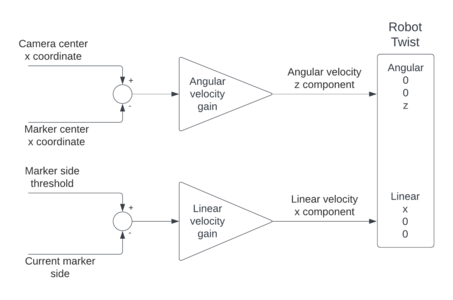 Robot
Twist
Camera center
x coordinate
+
-
Marker center
x coordinate
Angular
velocity
gain
Angular velocity
z component
Angular
0
0
z
Marker side
threshold
+
-
Current marker
side
Linear
velocity
gain
Linear velocity
x component
Linear
x
0
0